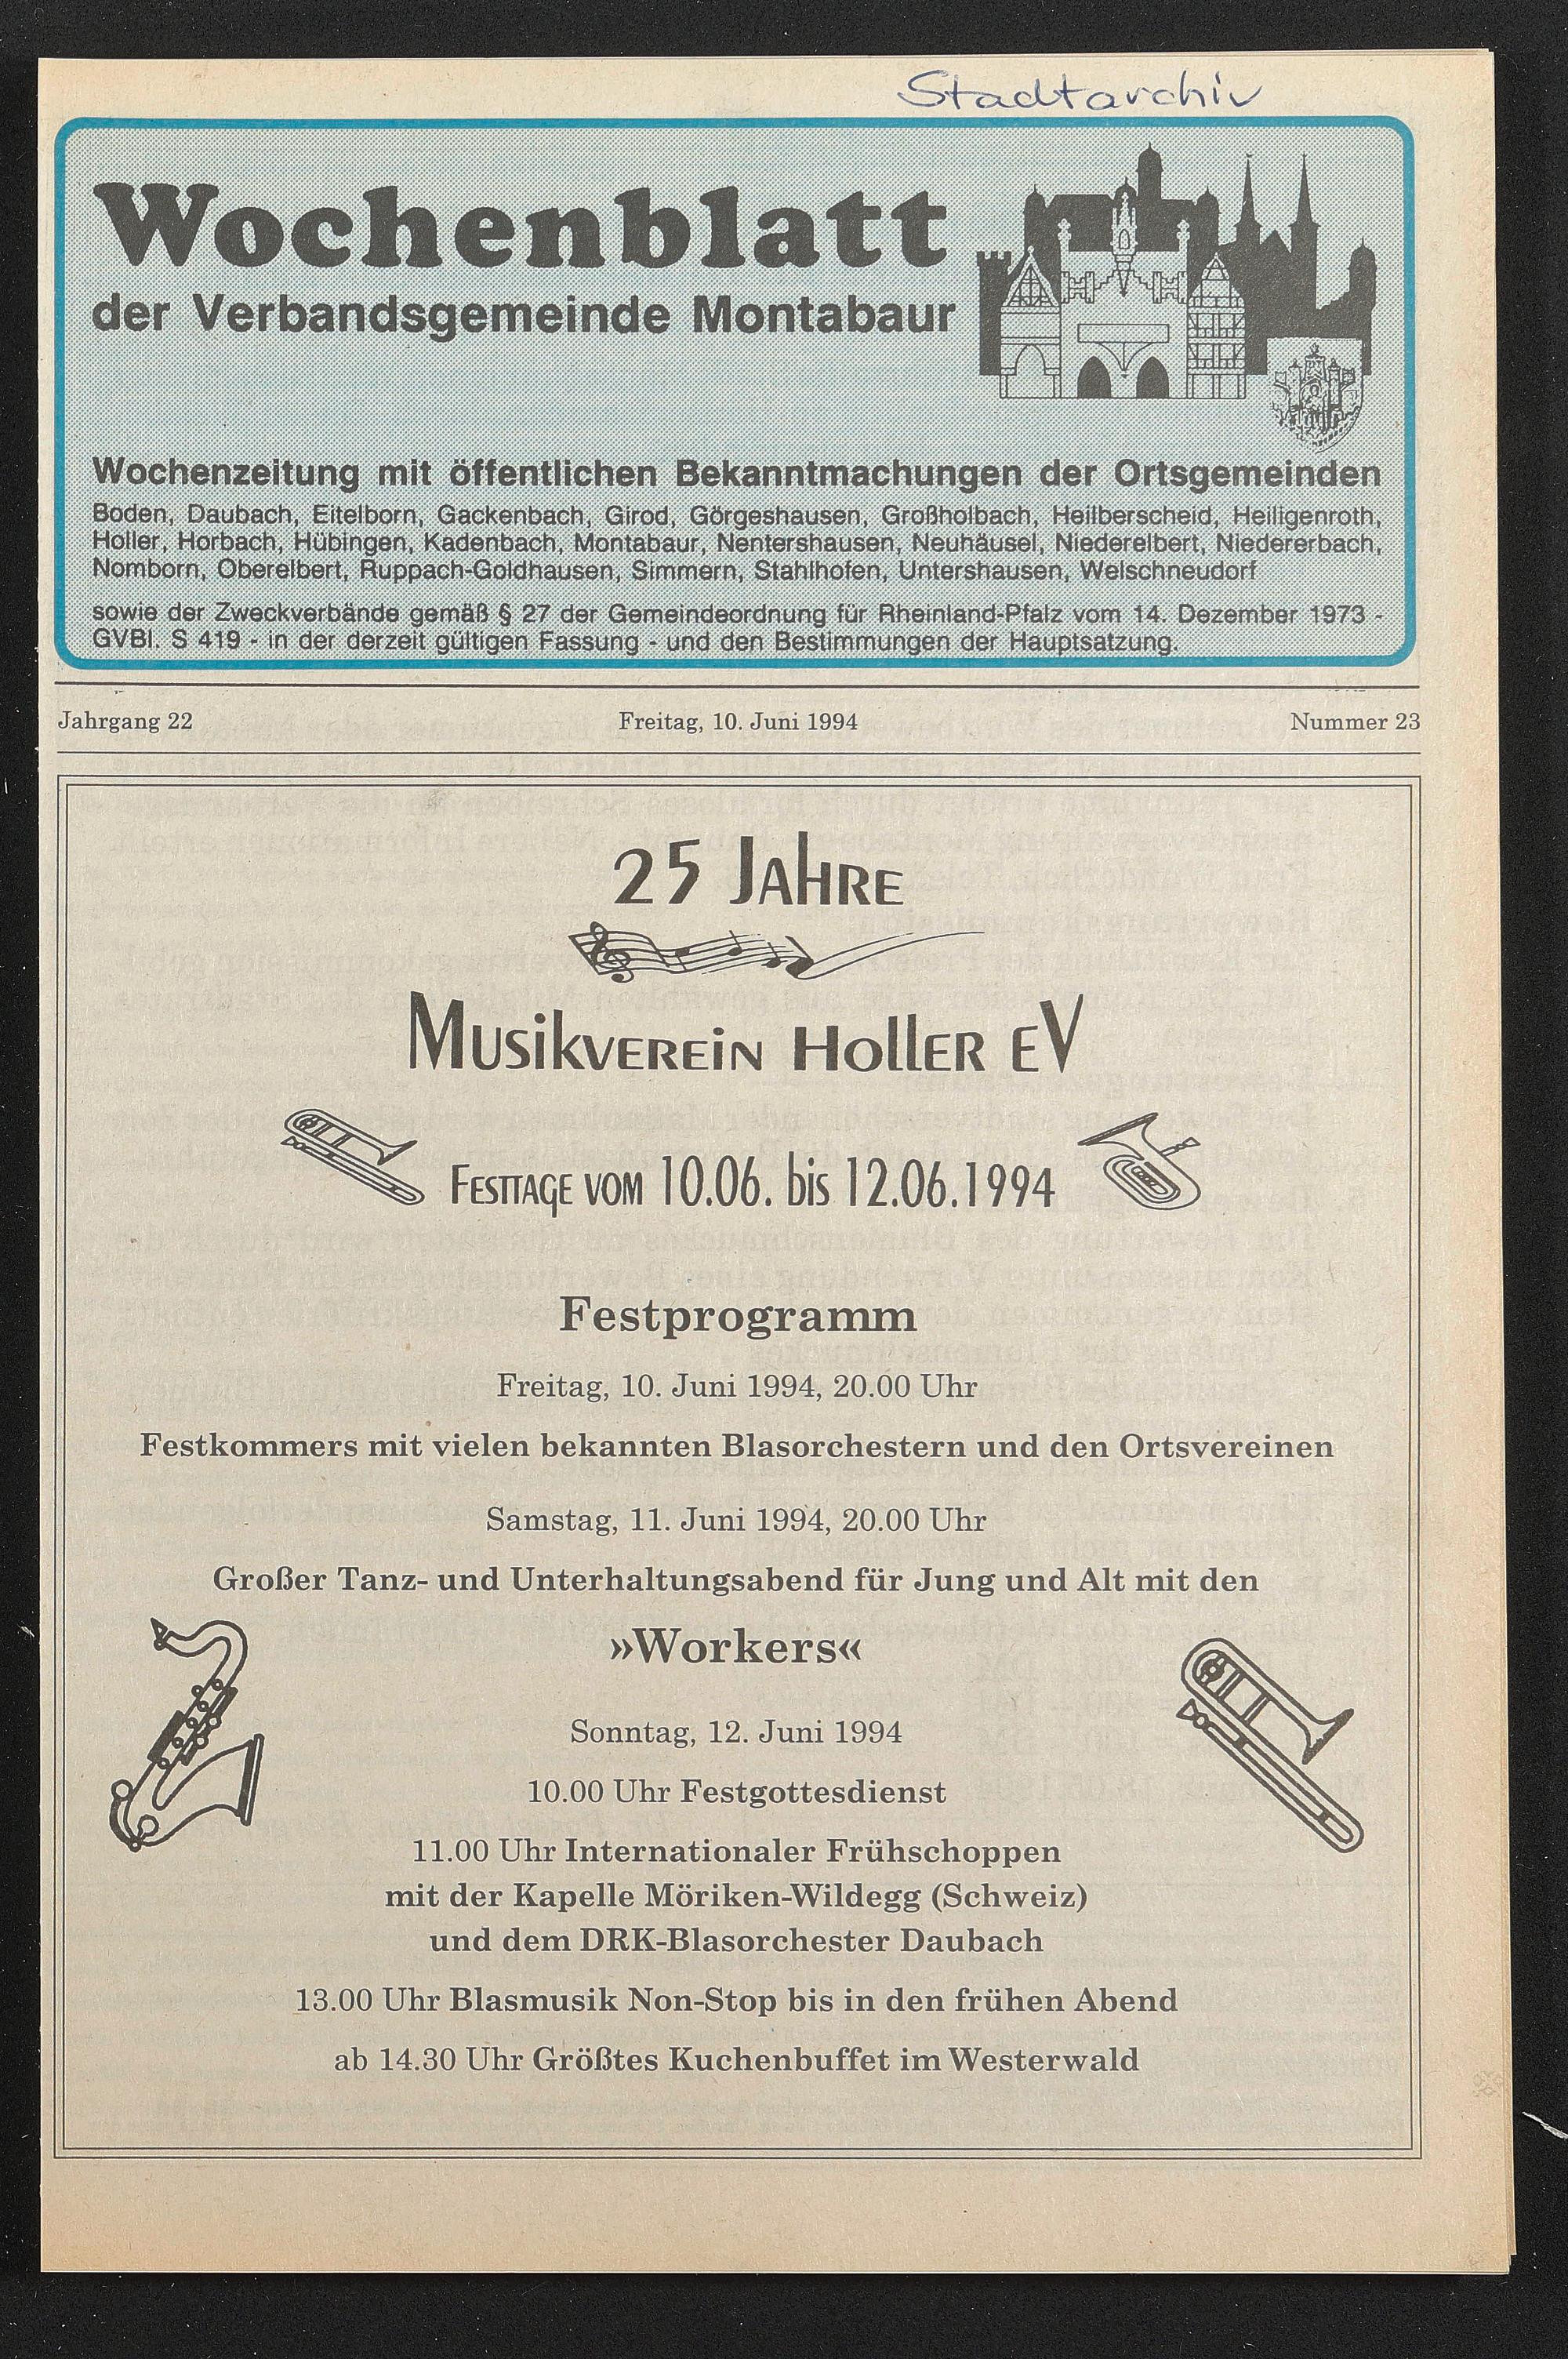 Stadtarchiv
Wochenblatt
der Verbandsgemeinde Montabaur
Wochenzeitung mit öffentlichen Bekanntmachungen der Ortsgemeinden
Boden, Daubach, Eitelborn, Gackenbach, Girod, Görgeshausen, Großholbach, Heilberscheid, Heiligenroth,
Holler, Horbach, Hübingen, Kadenbach, Montabaur, Nentershausen, Neuhäusel, Niederelbert, Niedererbach,
Nomborn, Oberelbert, Ruppach-Goldhausen, Simmern, Stahlhofen, Untershausen, Welschneudorf
sowie der Zweckverbände gemäß § 27 der Gemeindeordnung für Rheinland-Pfalz vom 14. Dezember 1973 -
GVBl. S 419 - in der derzeit gültigen Fassung - und den Bestimmungen der Hauptsatzung.
Jahrgang 22 Freitag, 10. Juni 1994 Nummer 23
25 JAHRE
MUSikVEREiN HollER EV
FESTTAGE VOM 10.06. bis 12.06.1994
Festprogramm
Freitag, 10. Juni 1994, 20.00 Uhr
Festkommers mit vielen bekannten Blasorchestern und den Ortsvereinen
Samstag, 11. Juni 1994, 20.00 Uhr
Großer Tanz- und Unterhaltungsabend für Jung und Alt mit den
»Workers«
Sonntag, 12. Juni 1994
10.00 Uhr Festgottesdienst
11.00 Uhr Internationaler Frühschoppen
mit der Kapelle Möriken-Wildegg (Schweiz)
und dem DRK-Blasorchester Daubach
13.00 Uhr Blasmusik Non-Stop bis in den frühen Abend
ab 14.30 Uhr Größtes Kuchenbuffet im Westerwald